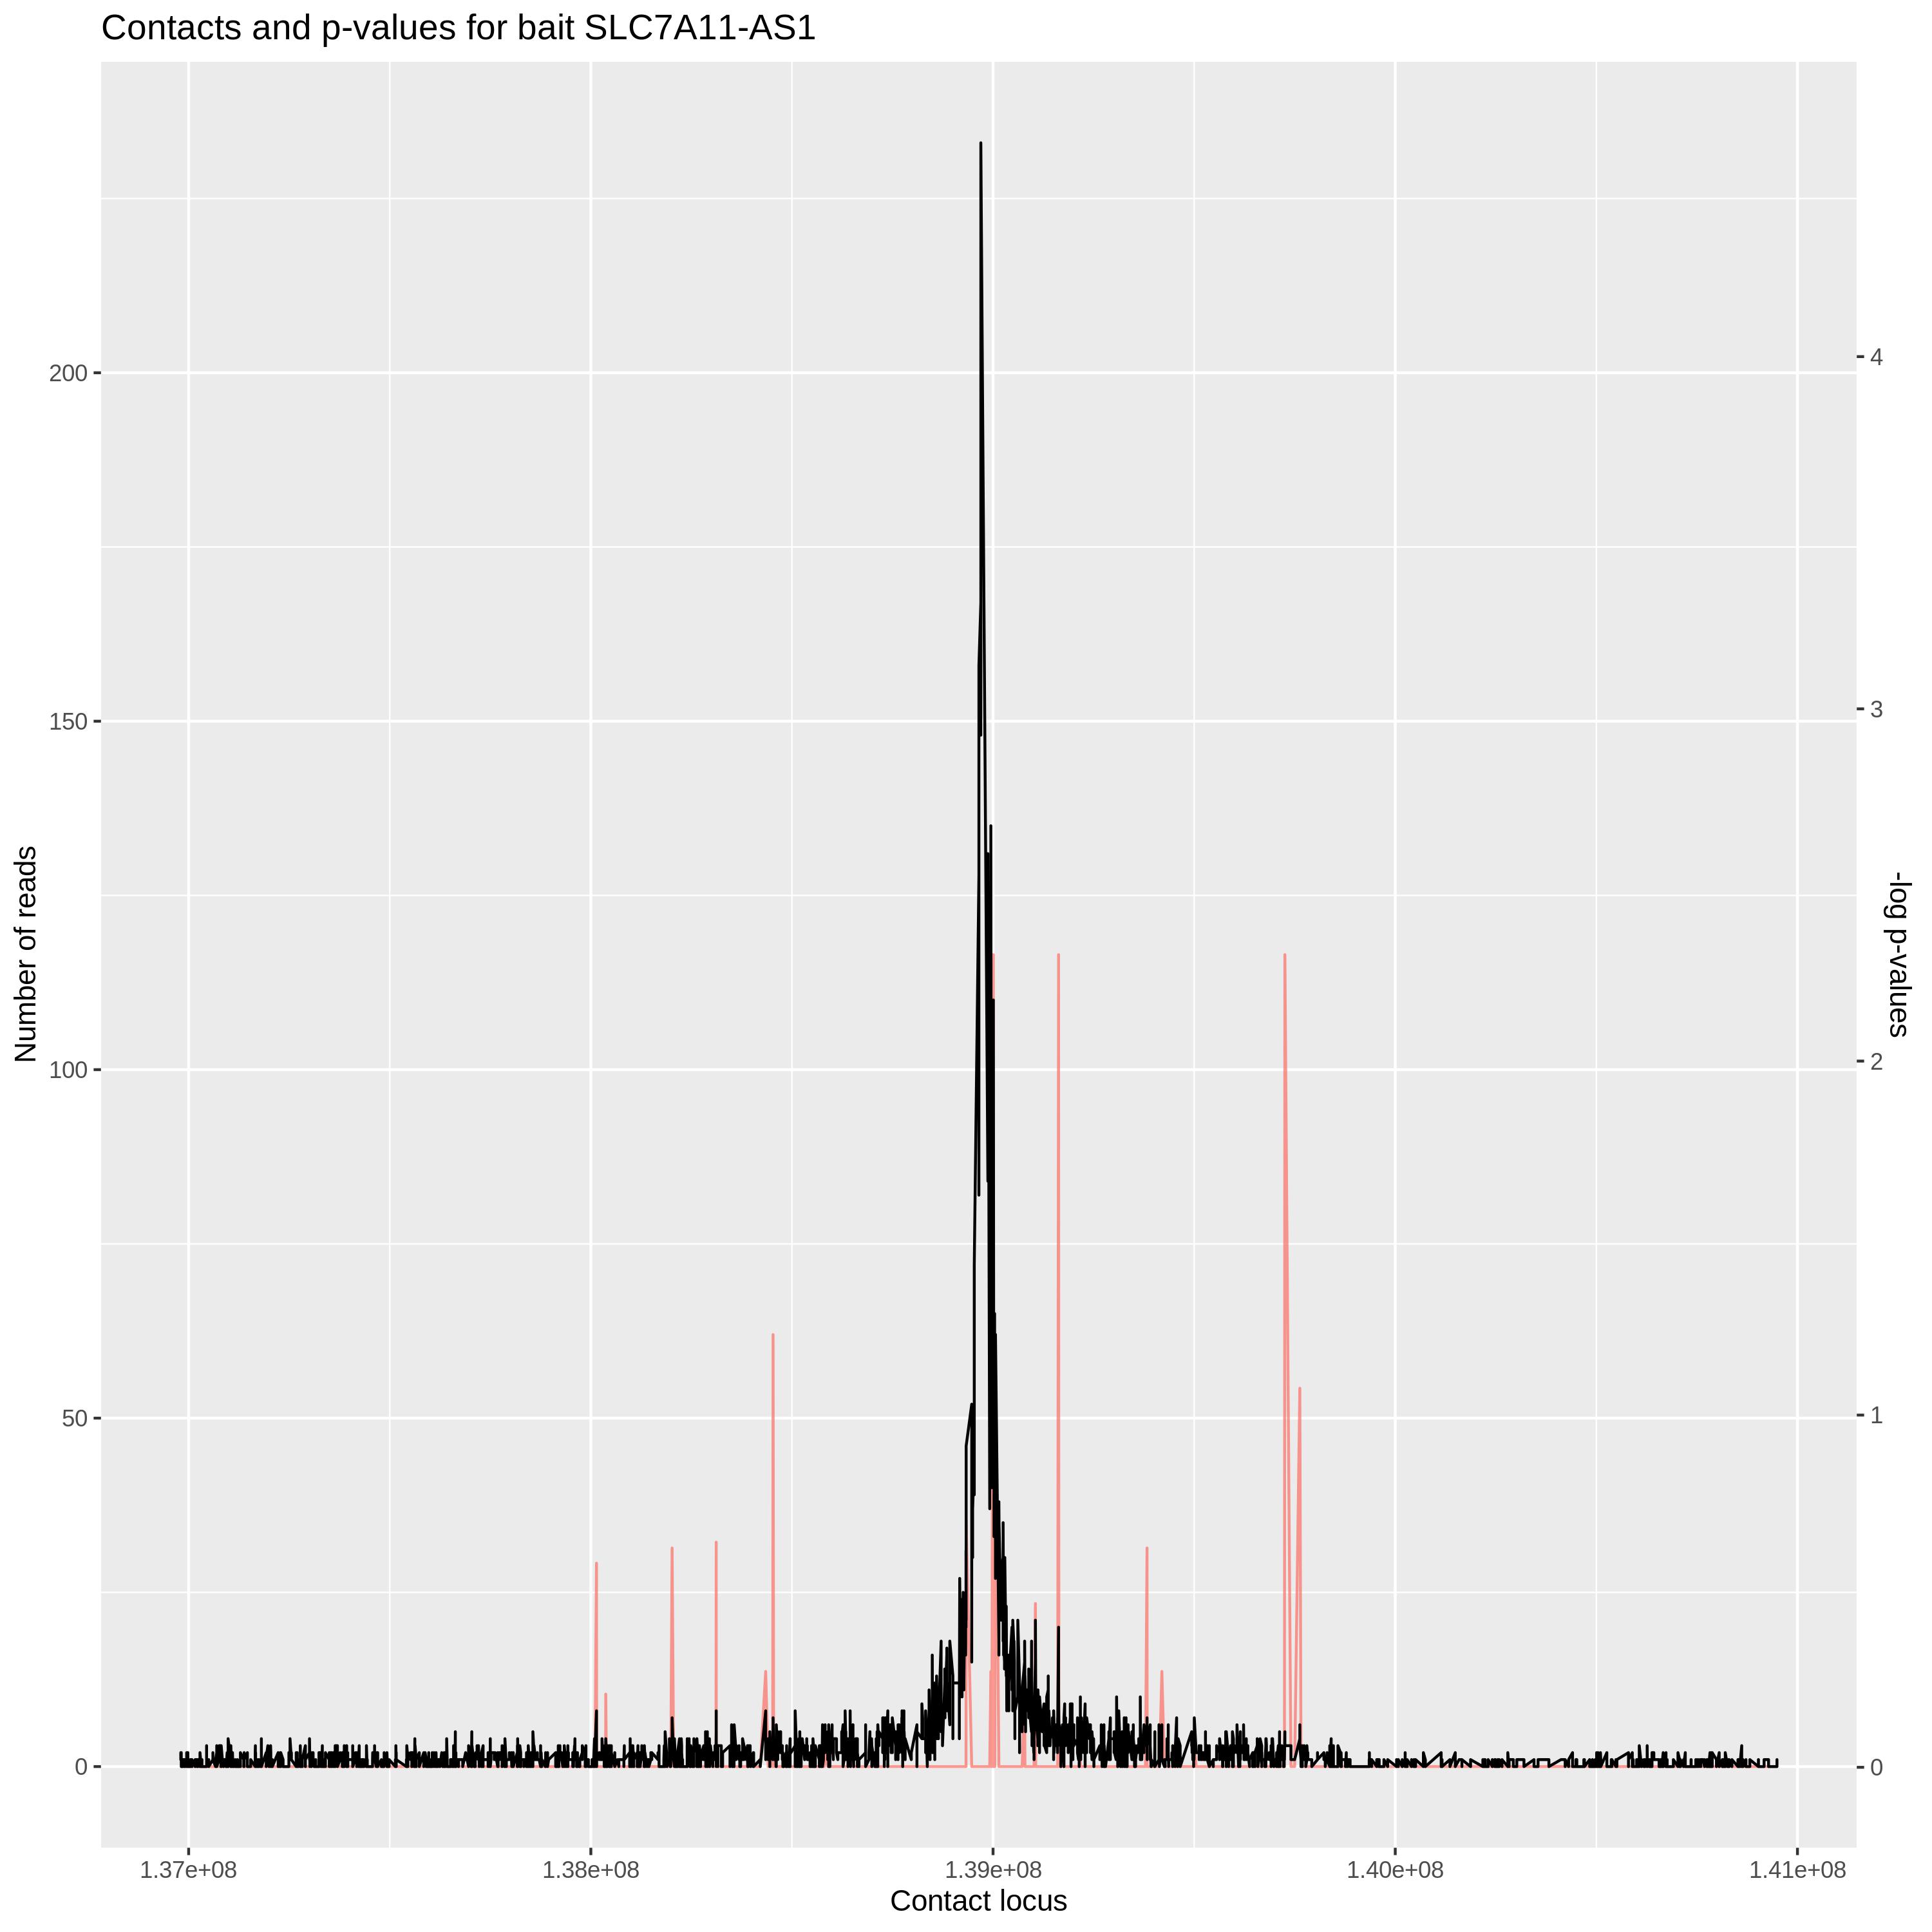 Contacts and p-values for bait SLC7A11-AS1
Number of reads
200
150
100
50
0
4
3
2
1
0
-log p-values
1.37e+08 1.38e+08 1.39e+08 1.40e+08 1.41e+08
Contact locus